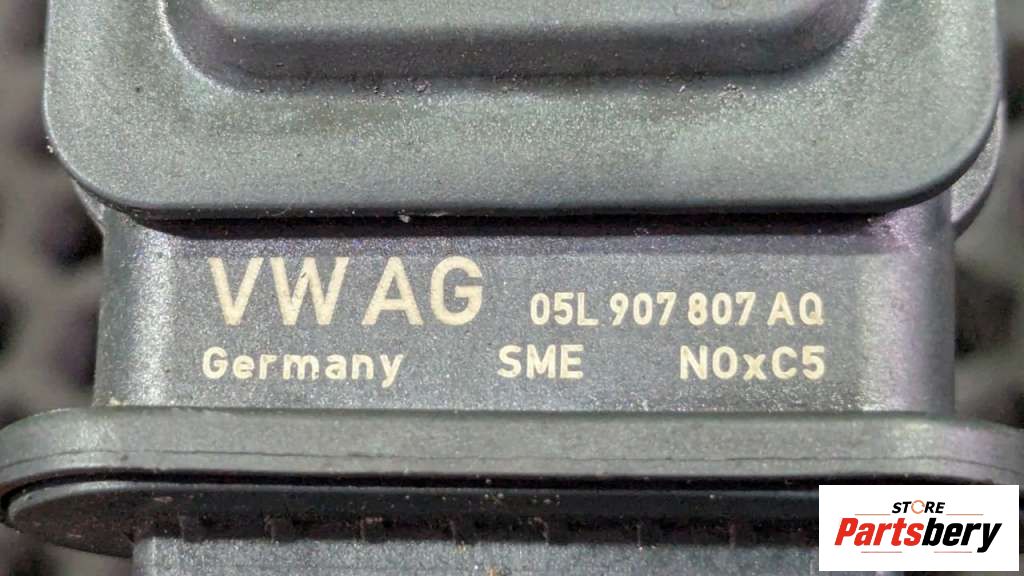 VW AG 05L 907 807 AQ
Germany SME NOxC5
STORE
Partsbery